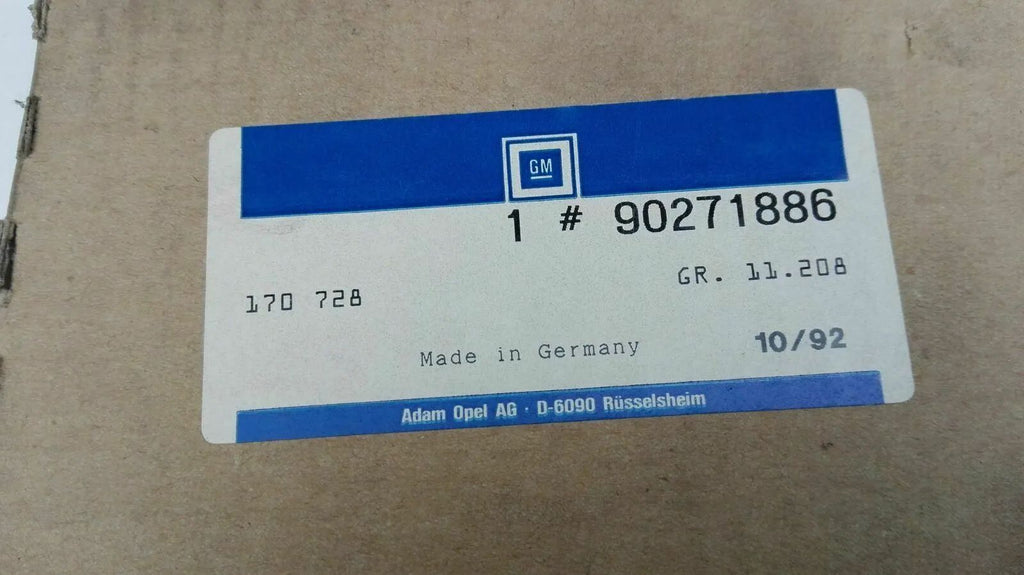 GM
1 # 90271886
GR. 11.208
170 728
Made in Germany 10/92
Adam Opel AG · D-6090 Rüsselsheim